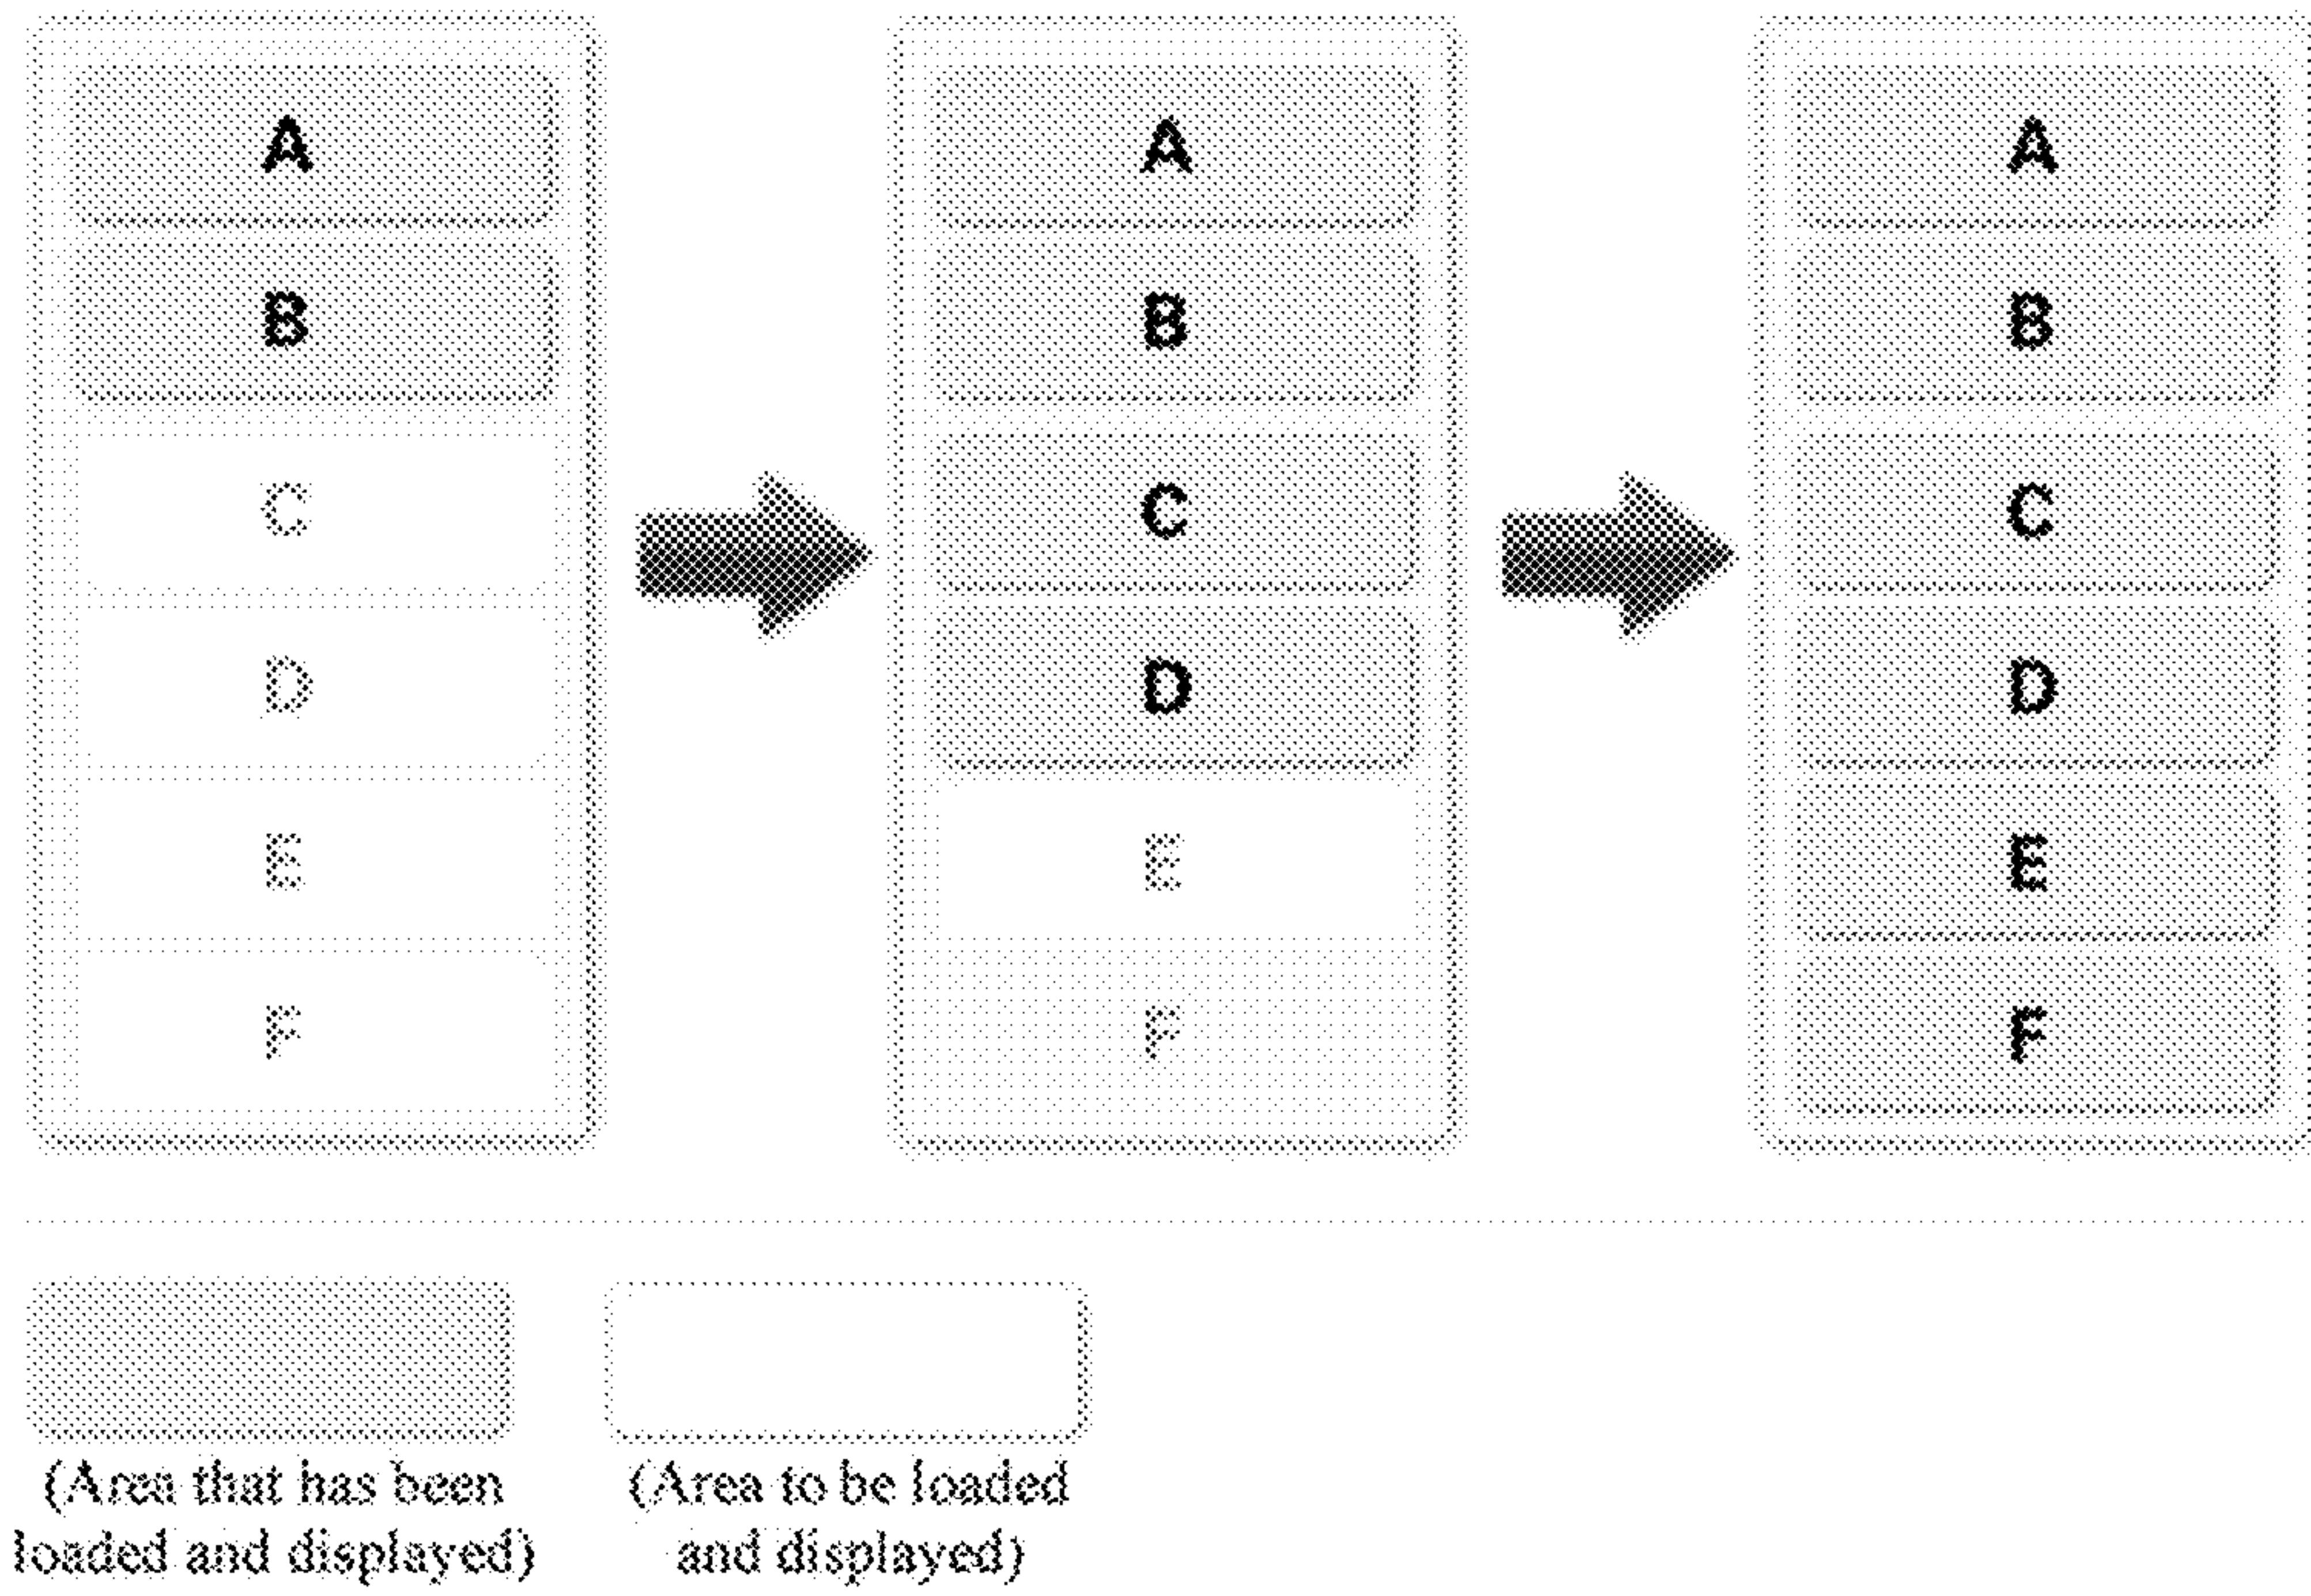 A
B
C
D
E
F
A
B
C
D
E
F
A
B
C
D
E
F
(Area that has been
loaded and displayed)
(Area to be loaded
and displayed)